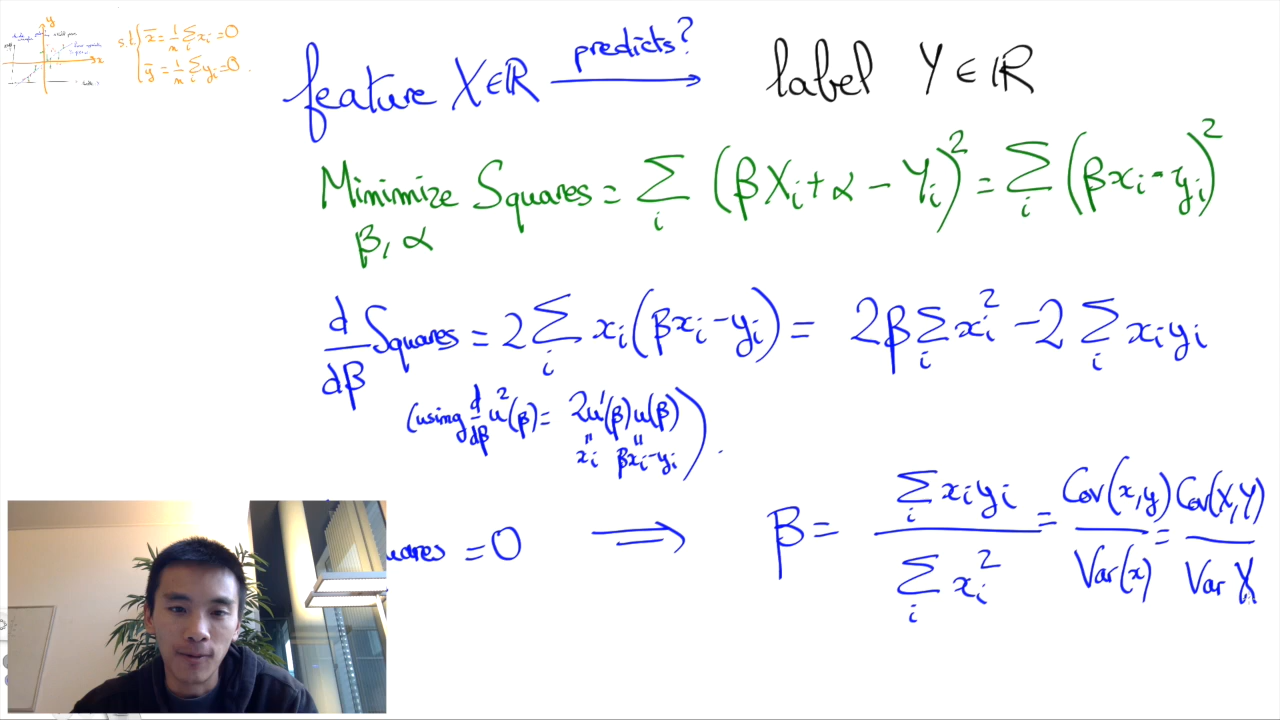 y
s.t. { x̄ = 1/m Σ_i x_i = 0
ȳ = 1/m Σ_i y_i = 0.
x
feature X ∈ ℝ predicts? → label Y ∈ ℝ
Minimize Squares = Σ_i (βX_i + α − Y_i)² = Σ_i (βx_i − y_i)²
β, α
d/dβ Squares = 2 Σ_i x_i(βx_i − y_i) = 2β Σ_i x_i² − 2 Σ_i x_i y_i
(using d/dβ u²(β) = 2u'(β)u(β)).
" "
x_i βx_i − y_i
uares = 0 ⟹ β = Σ_i x_i y_i / Σ_i x_i² = Cov(x,y) / Var(x) = Cov(X,Y) / Var X